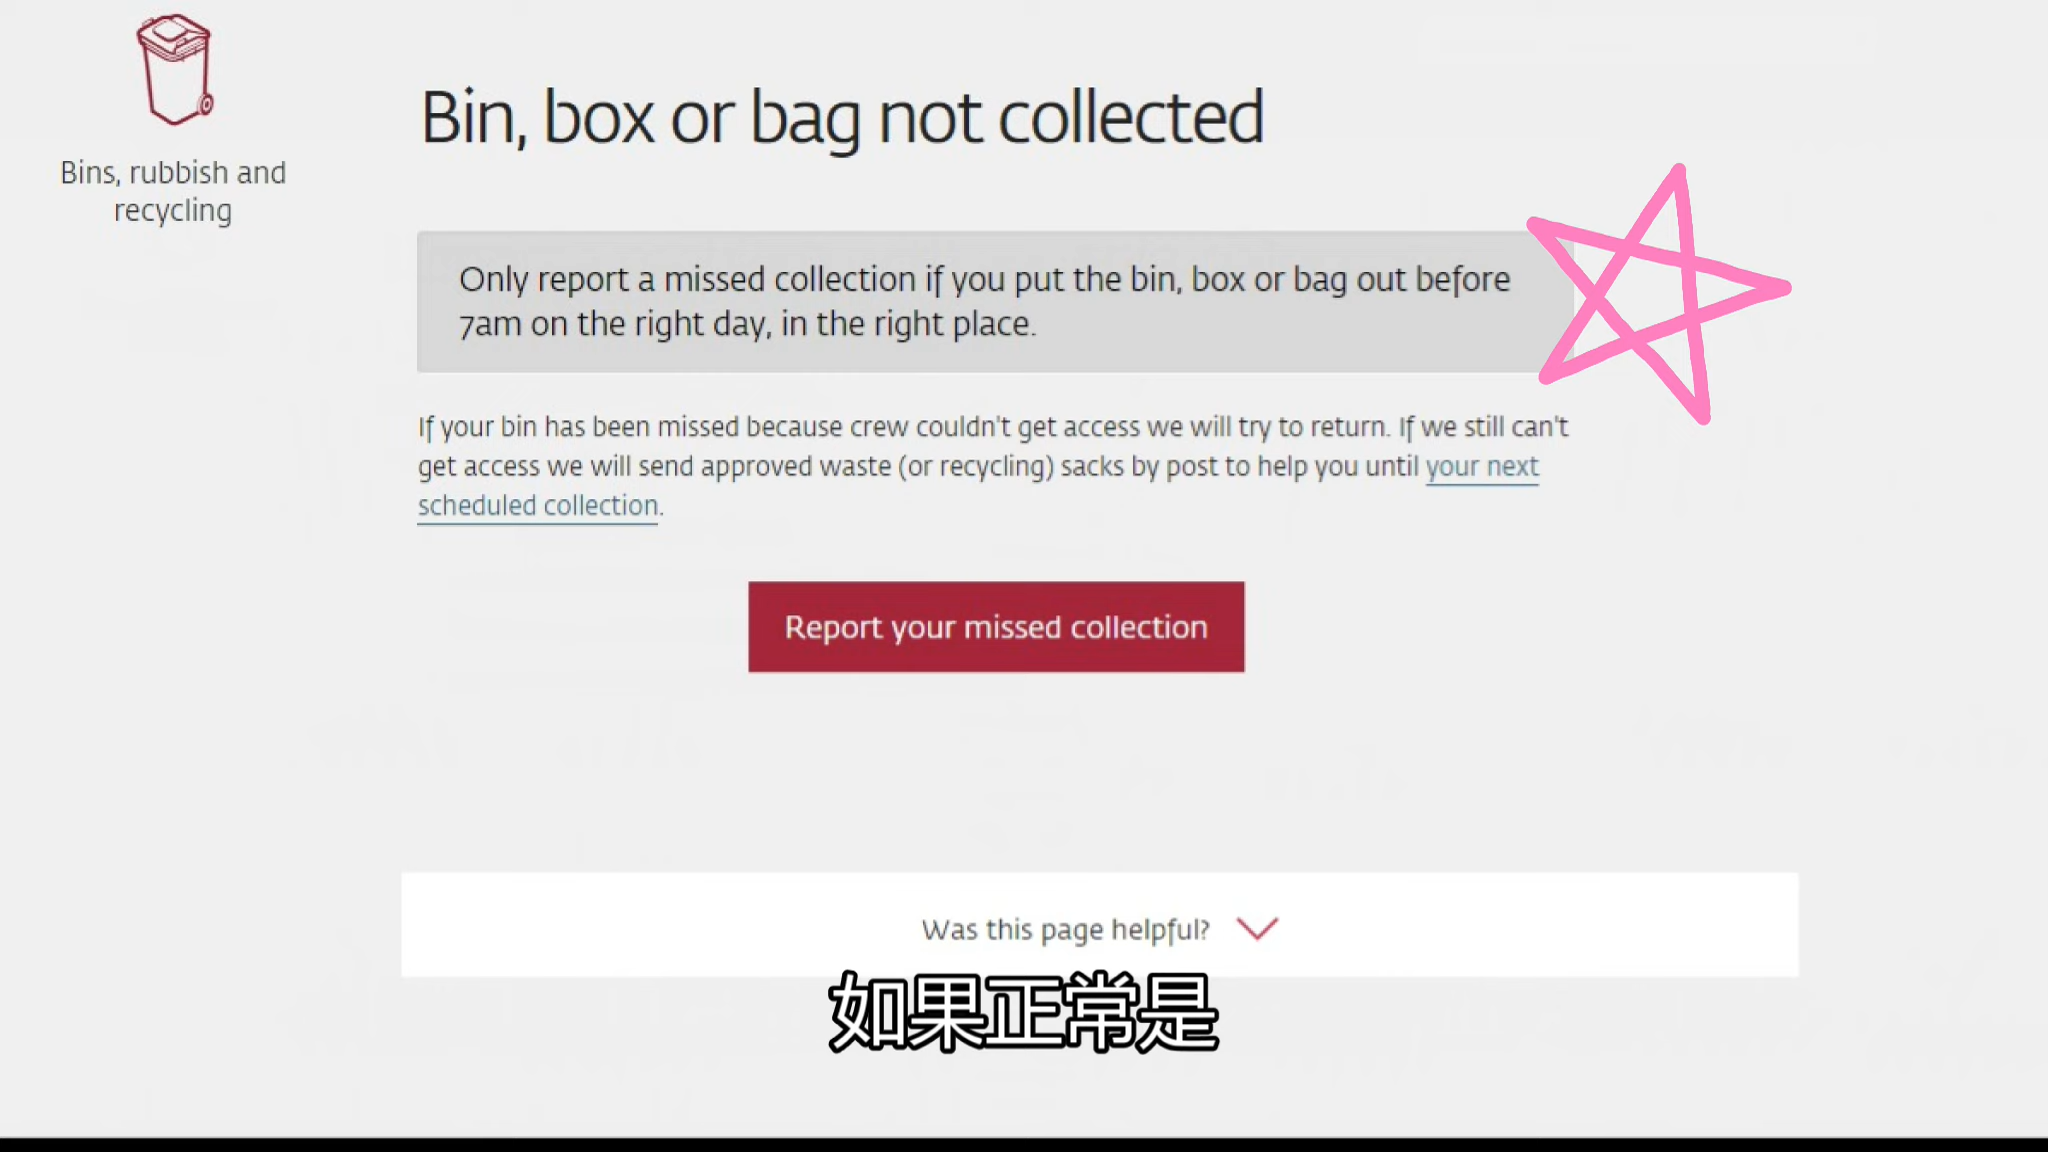 Bins, rubbish and
recycling
Bin, box or bag not collected
Only report a missed collection if you put the bin, box or bag out before
7am on the right day, in the right place.
If your bin has been missed because crew couldn't get access we will try to return. If we still can't
get access we will send approved waste (or recycling) sacks by post to help you until your next
scheduled collection.
Report your missed collection
Was this page helpful?
如果正常是